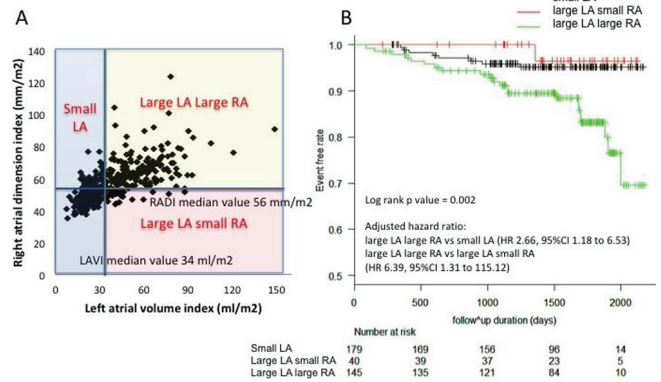 A
Right atrial dimension index (mm/m2)
140
120
100
80
60
40
20
0
Small
LA
Large LA Large RA
RADI median value 56 mm/m2
Large LA small RA
LAVI median value 34 ml/m2
0 30 60 90 120 150
Left atrial volume index (ml/m2)
B
large LA small RA
large LA large RA
Event free rate
1.0
0.9
0.8
0.7
0.6
0.5
Log rank p value = 0.002
Adjusted hazard ratio:
large LA large RA vs small LA (HR 2.66, 95%CI 1.18 to 6.53)
large LA large RA vs large LA small RA
(HR 6.39, 95%CI 1.31 to 115.12)
0 500 1000 1500 2000
follow^up duration (days)
Number at risk
Small LA 179 169 156 96 14
Large LA small RA 40 39 37 23 5
Large LA large RA 145 135 121 84 10